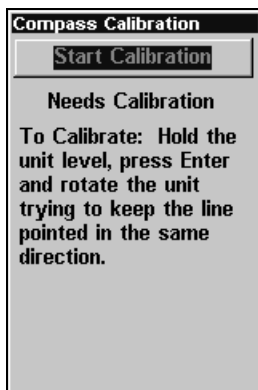 Compass Calibration
Start Calibration
Needs Calibration
To Calibrate:  Hold the
unit level, press Enter
and rotate the unit
trying to keep the line
pointed in the same
direction.